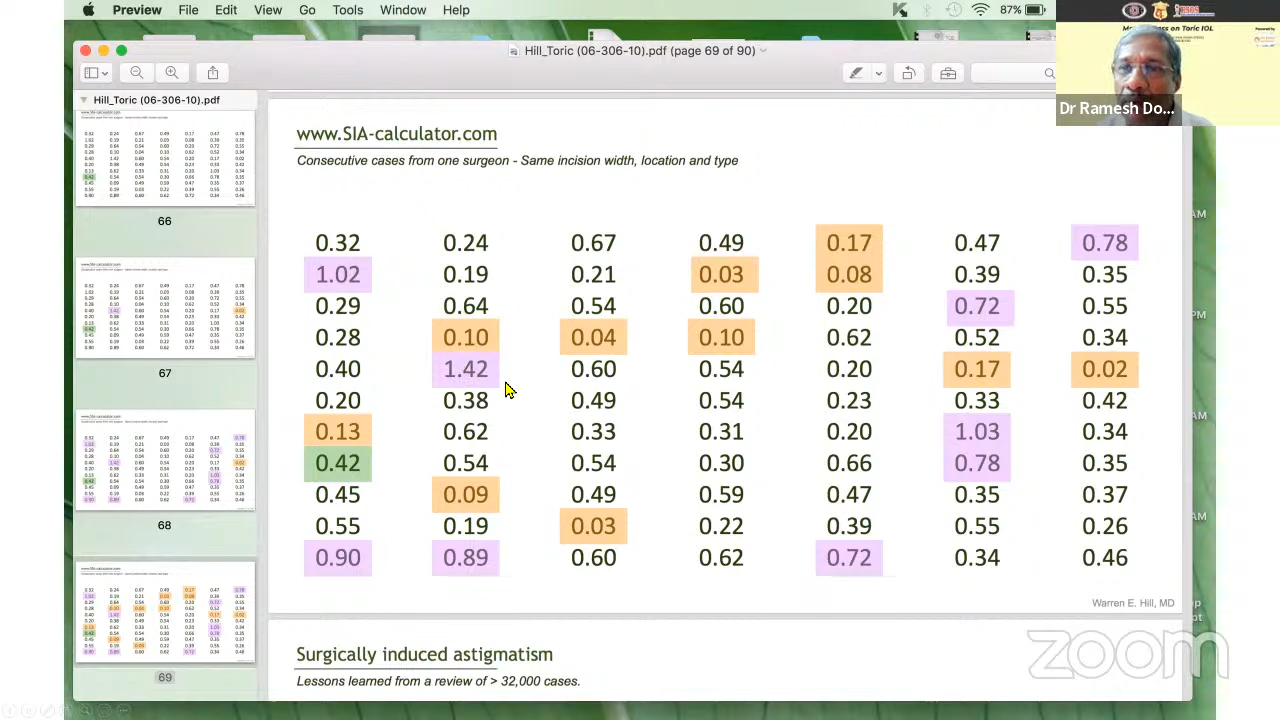 Preview File Edit View Go Tools Window Help 87%
Hill_Toric (06-306-10).pdf (page 69 of 90)
Hill_Toric (06-306-10).pdf
66
67
68
69
www.SIA-calculator.com
Consecutive cases from one surgeon - Same incision width, location and type
0.32 0.24 0.67 0.49 0.17 0.47 0.78
1.02 0.19 0.21 0.03 0.08 0.39 0.35
0.29 0.64 0.54 0.60 0.20 0.72 0.55
0.28 0.10 0.04 0.10 0.62 0.52 0.34
0.40 1.42 0.60 0.54 0.20 0.17 0.02
0.20 0.38 0.49 0.54 0.23 0.33 0.42
0.13 0.62 0.33 0.31 0.20 1.03 0.34
0.42 0.54 0.54 0.30 0.66 0.78 0.35
0.45 0.09 0.49 0.59 0.47 0.35 0.37
0.55 0.19 0.03 0.22 0.39 0.55 0.26
0.90 0.89 0.60 0.62 0.72 0.34 0.46
Warren E. Hill, MD
Surgically induced astigmatism
Lessons learned from a review of > 32,000 cases.
on Toric IOL
Dr Ramesh Do...
AM
PM
AM
AM
zoom